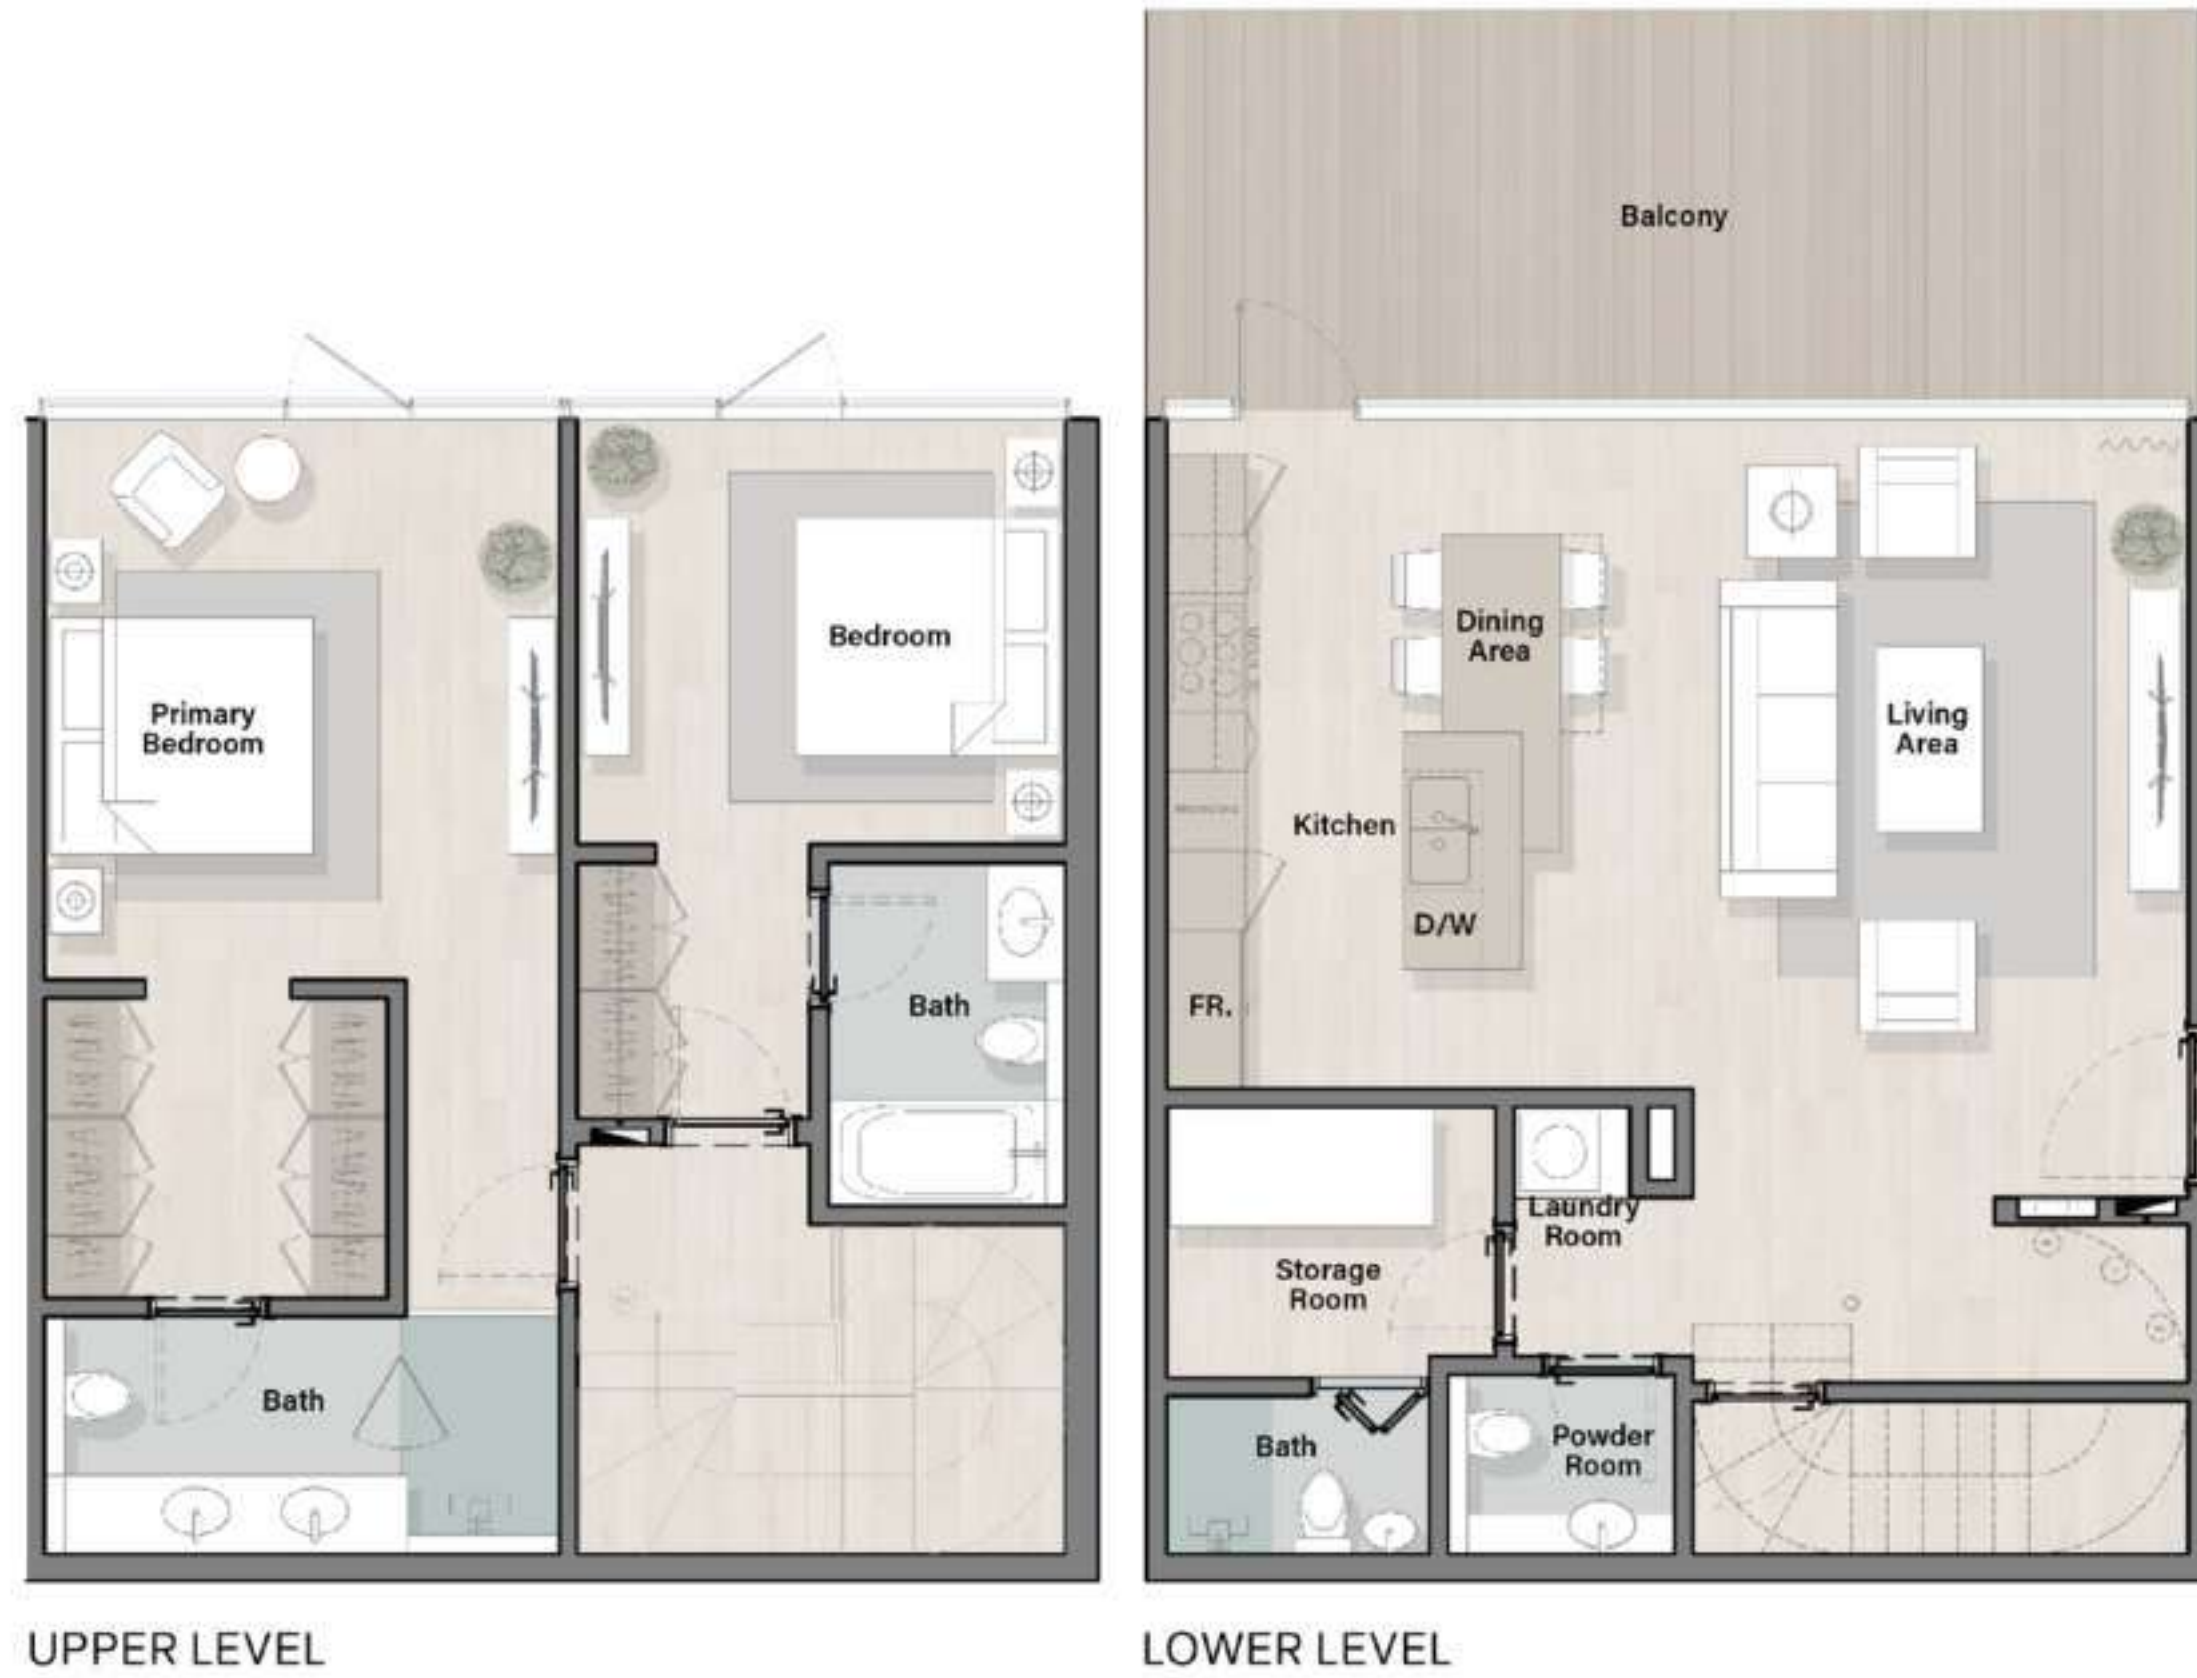 Balcony
Primary
Bedroom
Bedroom
Bath
Bath
Dining
Area
Living
Area
Kitchen
D/W
FR.
Laundry
Room
Storage
Room
Bath
Powder
Room
UPPER LEVEL
LOWER LEVEL